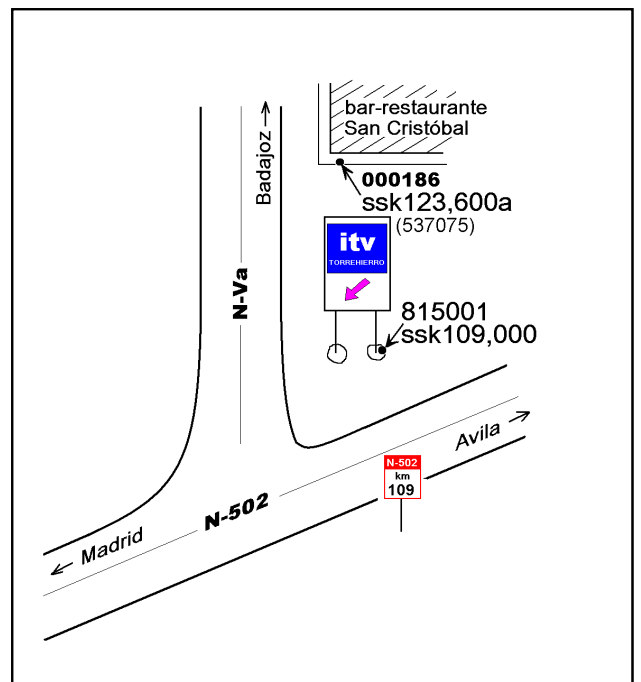 bar-restaurante
San Cristóbal
Badajoz
000186
ssk123,600a
(537075)
itv
TORREHIERRO
N-Va
815001
ssk109,000
Avila
N-502
km
109
N-502
Madrid